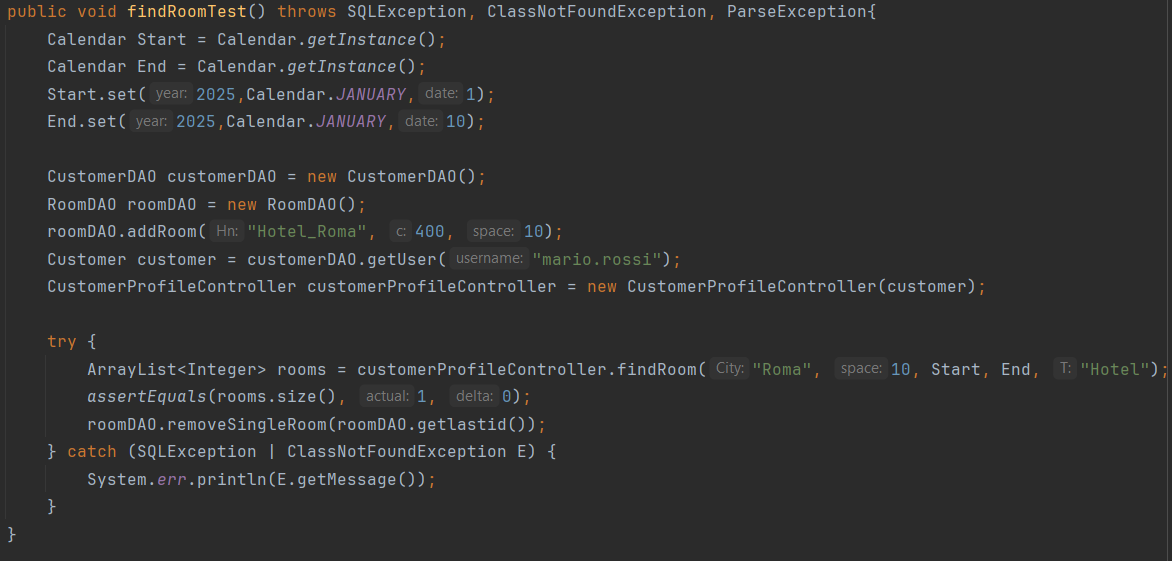 public void findRoomTest() throws SQLException, ClassNotFoundException, ParseException{
    Calendar Start = Calendar.getInstance();
    Calendar End = Calendar.getInstance();
    Start.set( year: 2025,Calendar.JANUARY, date: 1);
    End.set( year: 2025,Calendar.JANUARY, date: 10);

    CustomerDAO customerDAO = new CustomerDAO();
    RoomDAO roomDAO = new RoomDAO();
    roomDAO.addRoom( Hn: "Hotel_Roma", c: 400, space: 10);
    Customer customer = customerDAO.getUser( username: "mario.rossi");
    CustomerProfileController customerProfileController = new CustomerProfileController(customer);

    try {
        ArrayList<Integer> rooms = customerProfileController.findRoom( City: "Roma", space: 10, Start, End, T: "Hotel");
        assertEquals(rooms.size(), actual: 1, delta: 0);
        roomDAO.removeSingleRoom(roomDAO.getlastid());
    } catch (SQLException | ClassNotFoundException E) {
        System.err.println(E.getMessage());
    }
}